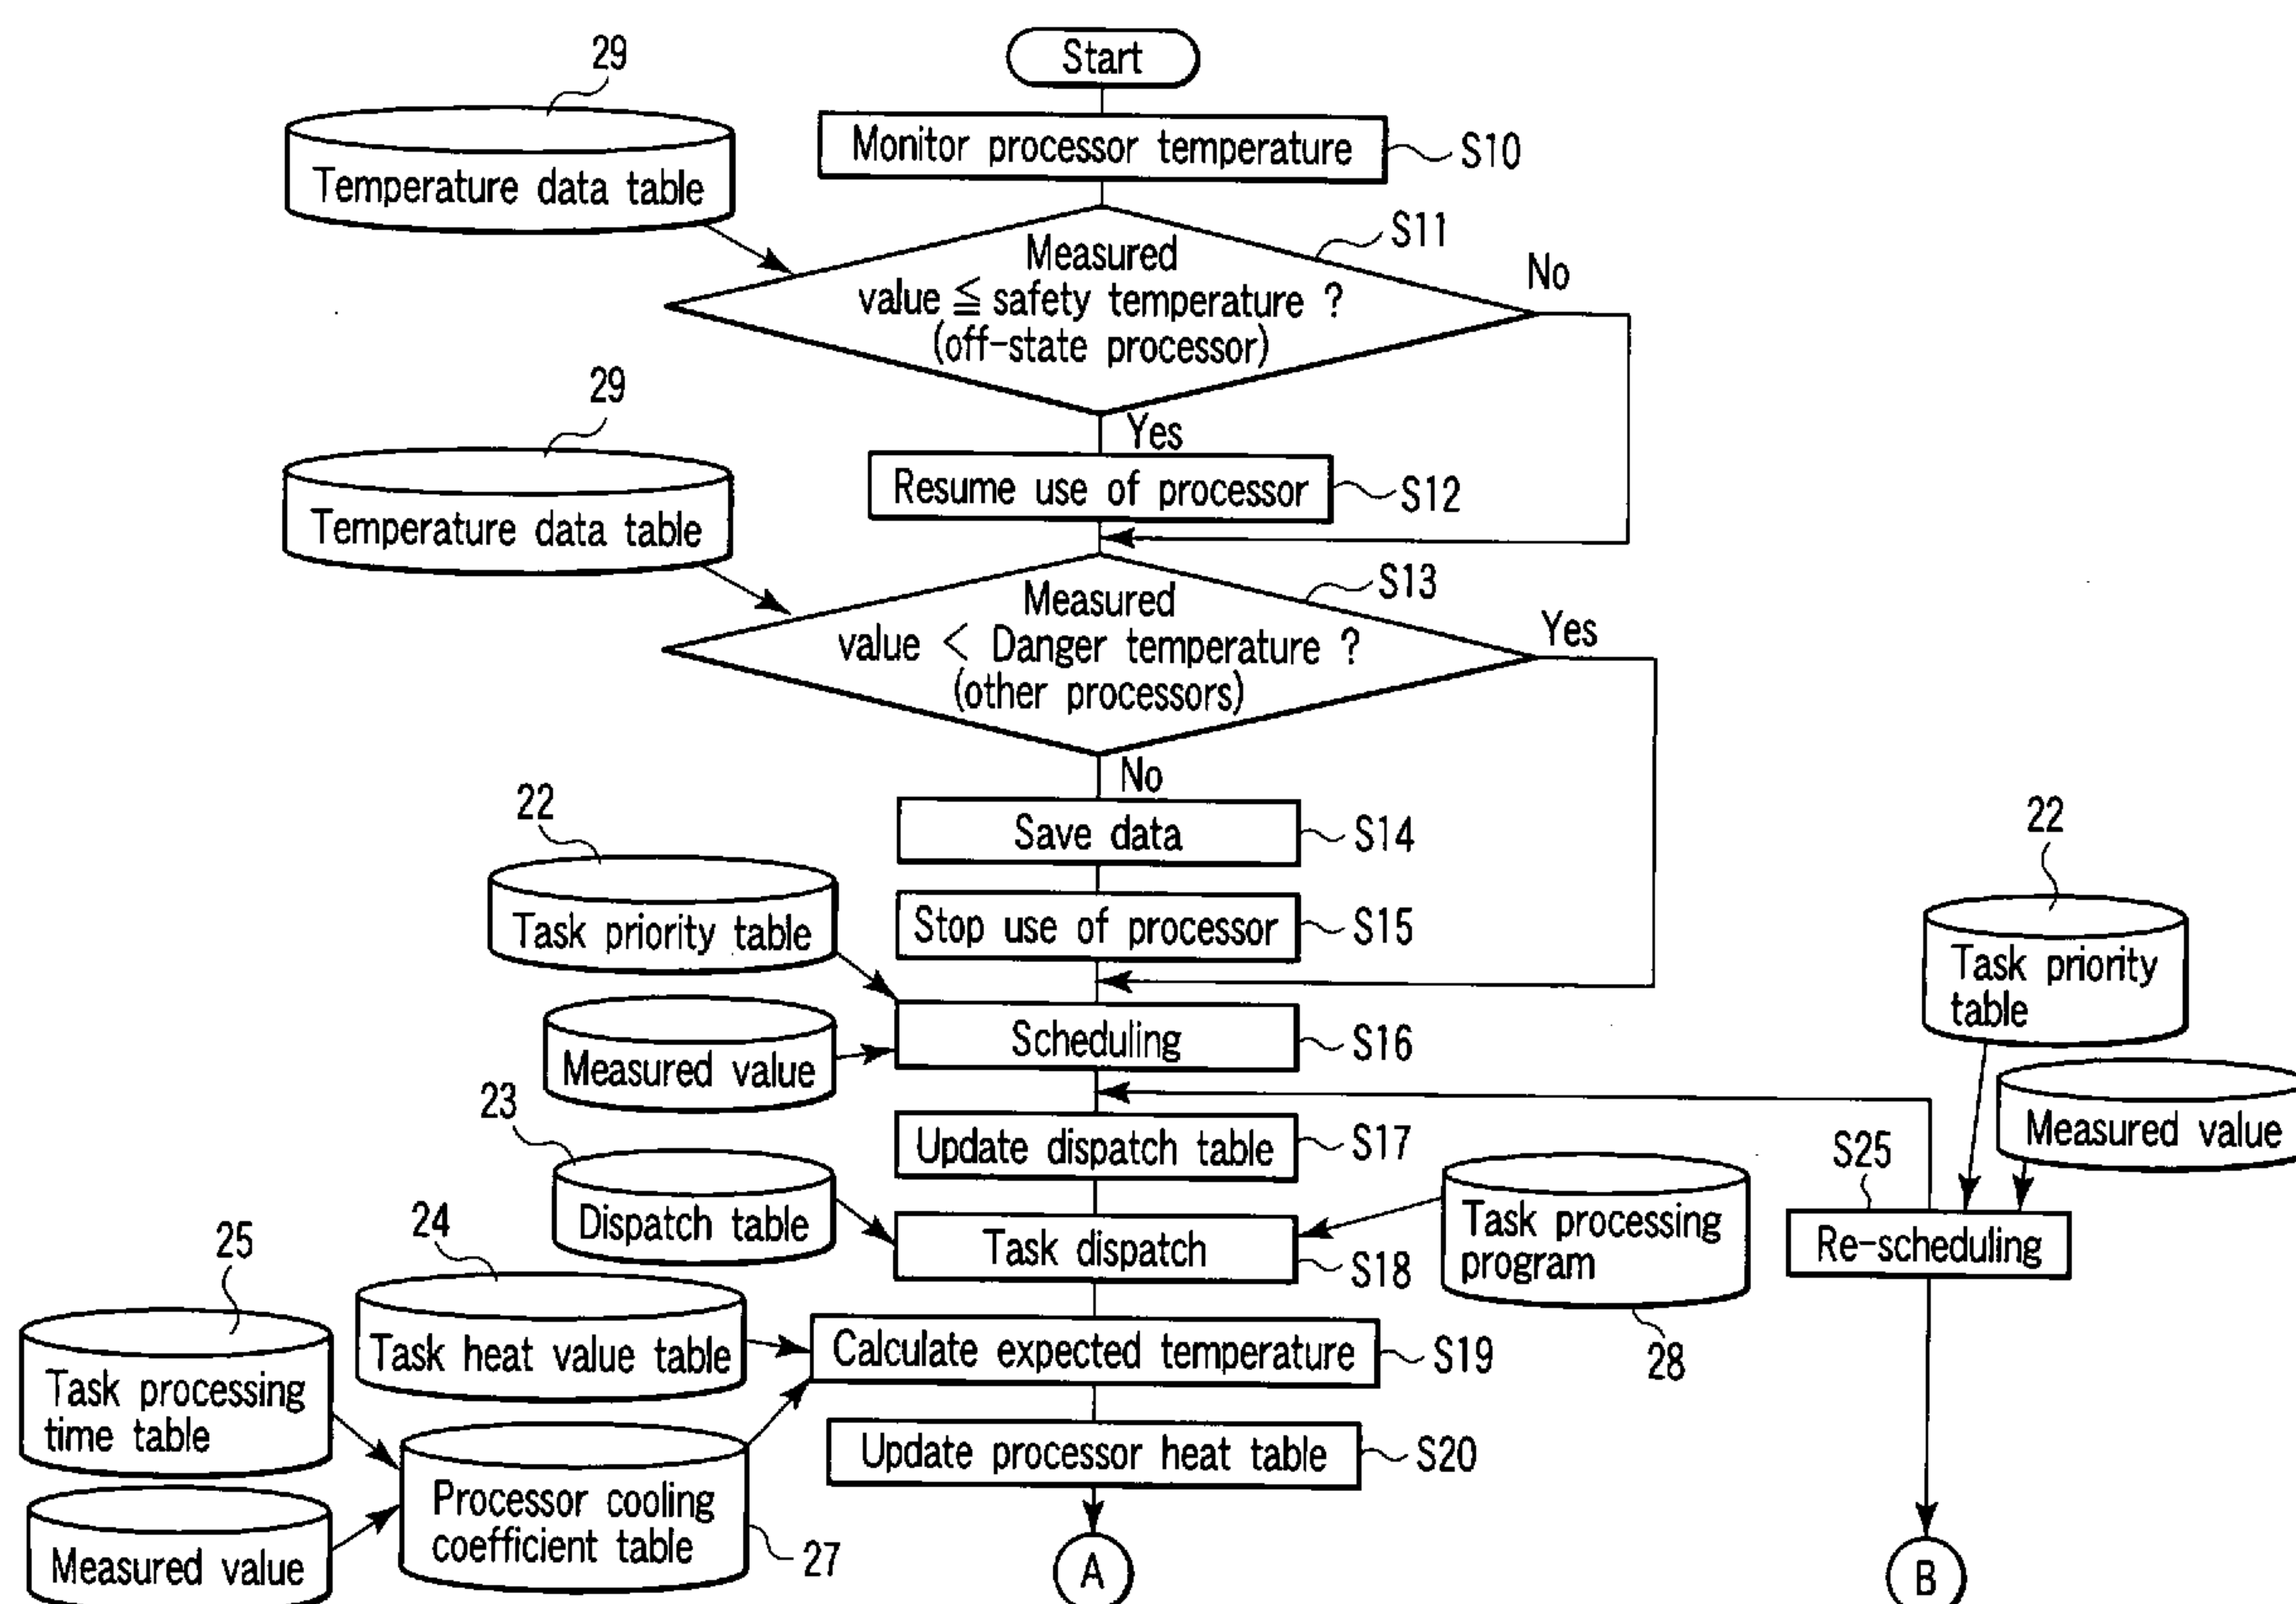 Start
29
Monitor processor temperature
S10
Temperature data table
S11
Measured
value ≦ safety temperature ?
(off-state processor)
No
29
Yes
Resume use of processor
S12
Temperature data table
S13
Measured
value < Danger temperature ?
(other processors)
Yes
No
22
Save data
S14
22
Task priority table
Stop use of processor
S15
Task priority
table
Scheduling
S16
Measured value
23
Update dispatch table
S17
Measured value
S25
Dispatch table
Task dispatch
S18
Task processing
program
28
Re-scheduling
24
25
Task heat value table
Calculate expected temperature
S19
Task processing
time table
Update processor heat table
S20
Processor cooling
coefficient table
27
Measured value
A
B